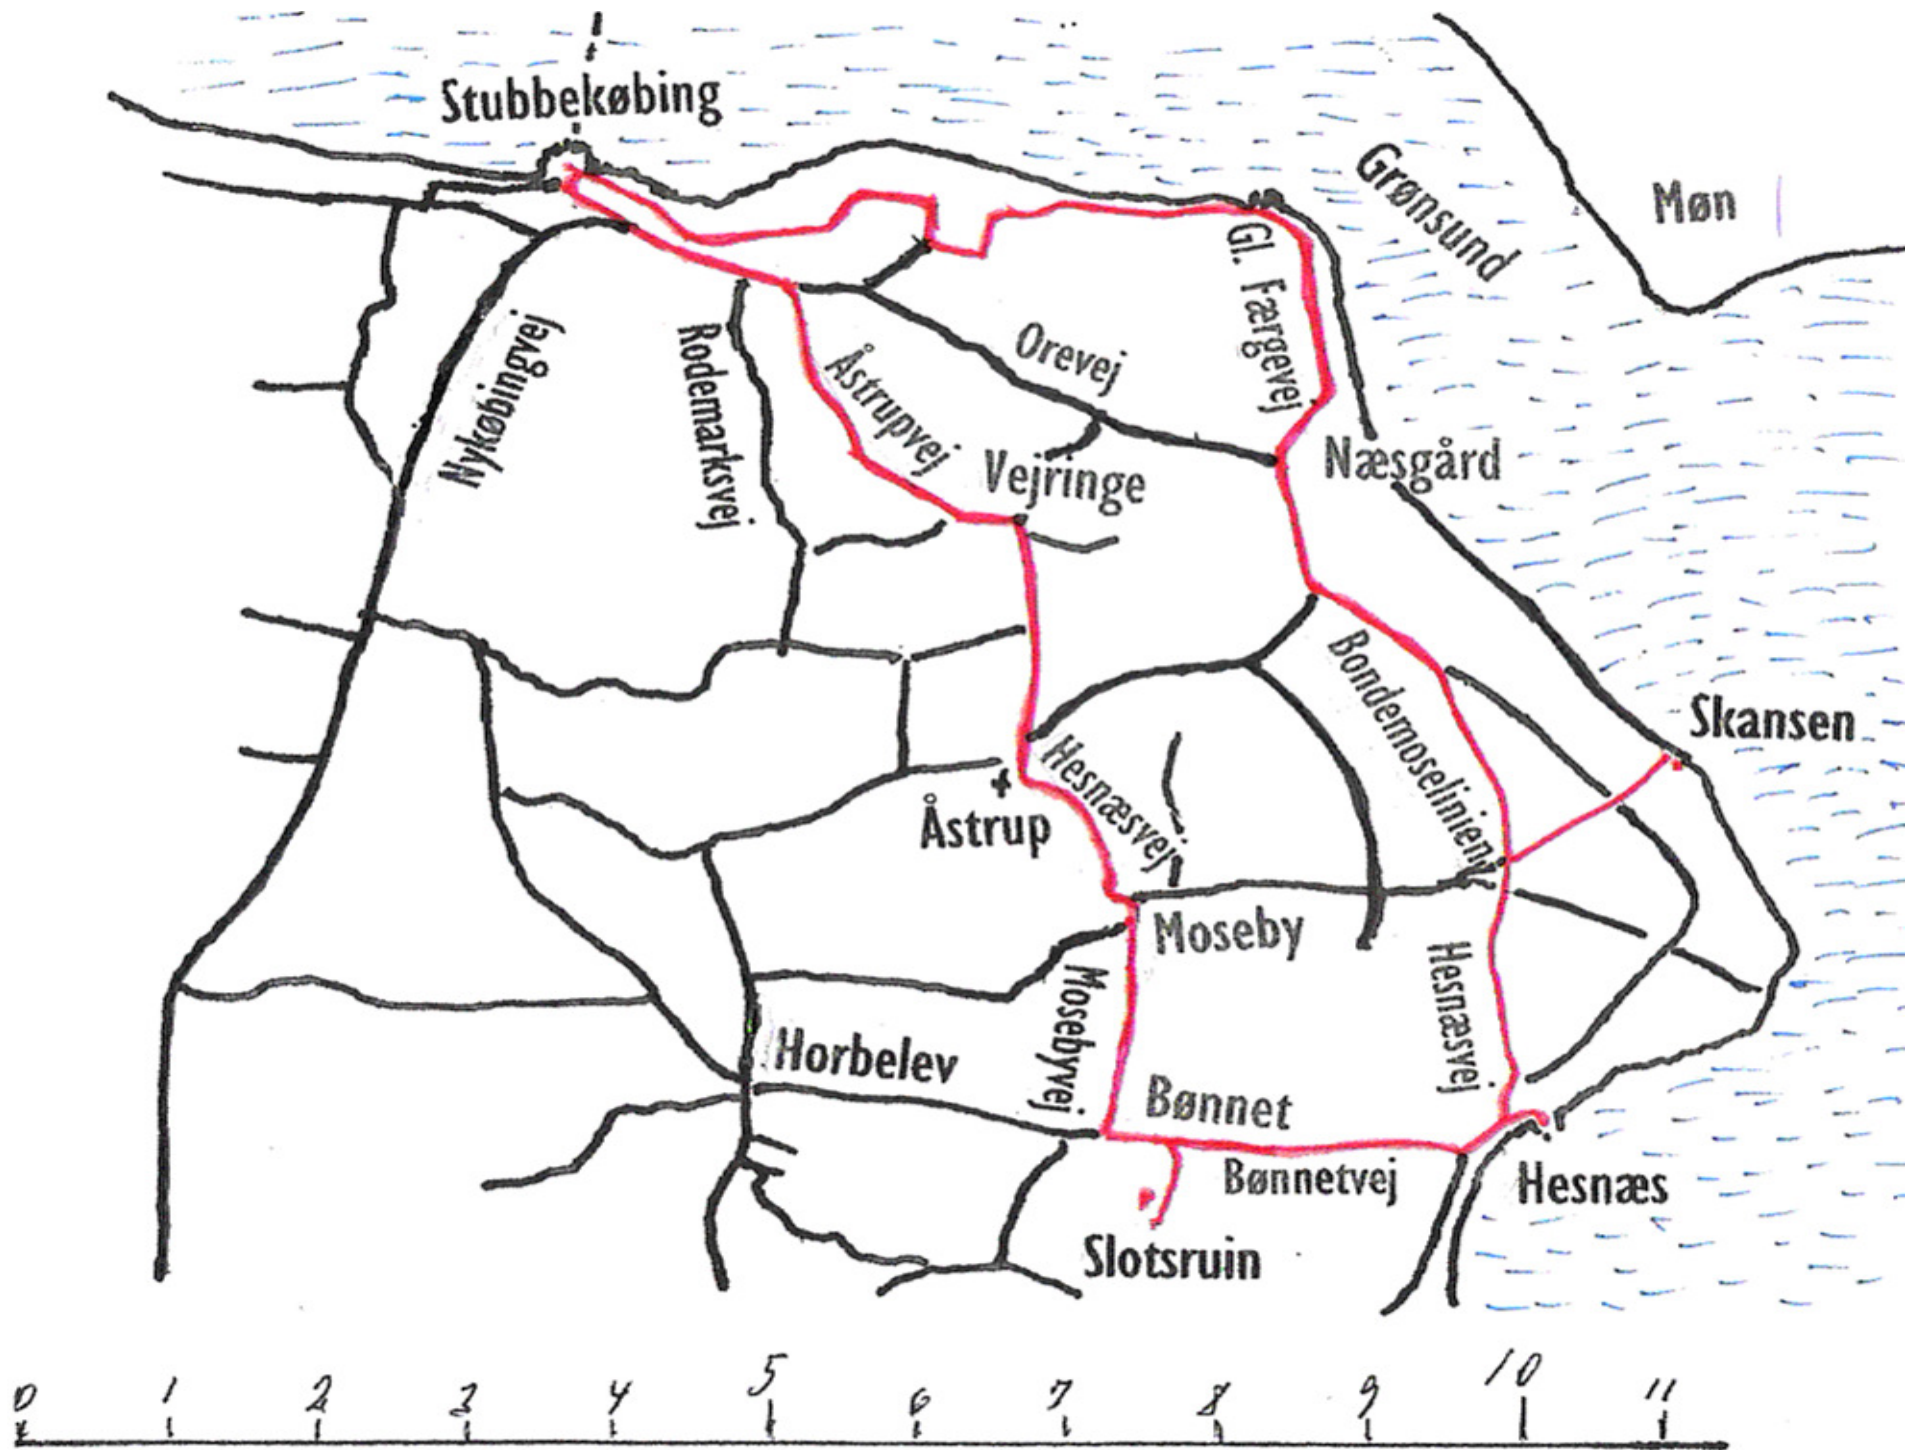 Stubbekøbing
Grønsund
Møn
Gl. Færgevej
Nykøbingvej
Rodemarksvej
Åstrupvej
Orevej
Vejringe
Næsgård
Bondemoselinien
Skansen
Hesnæsvej
Åstrup
Moseby
Mosebyvej
Hesnæsvej
Horbelev
Bønnet
Bønnetvej
Hesnæs
Slotsruin
0 1 2 3 4 5 6 7 8 9 10 11